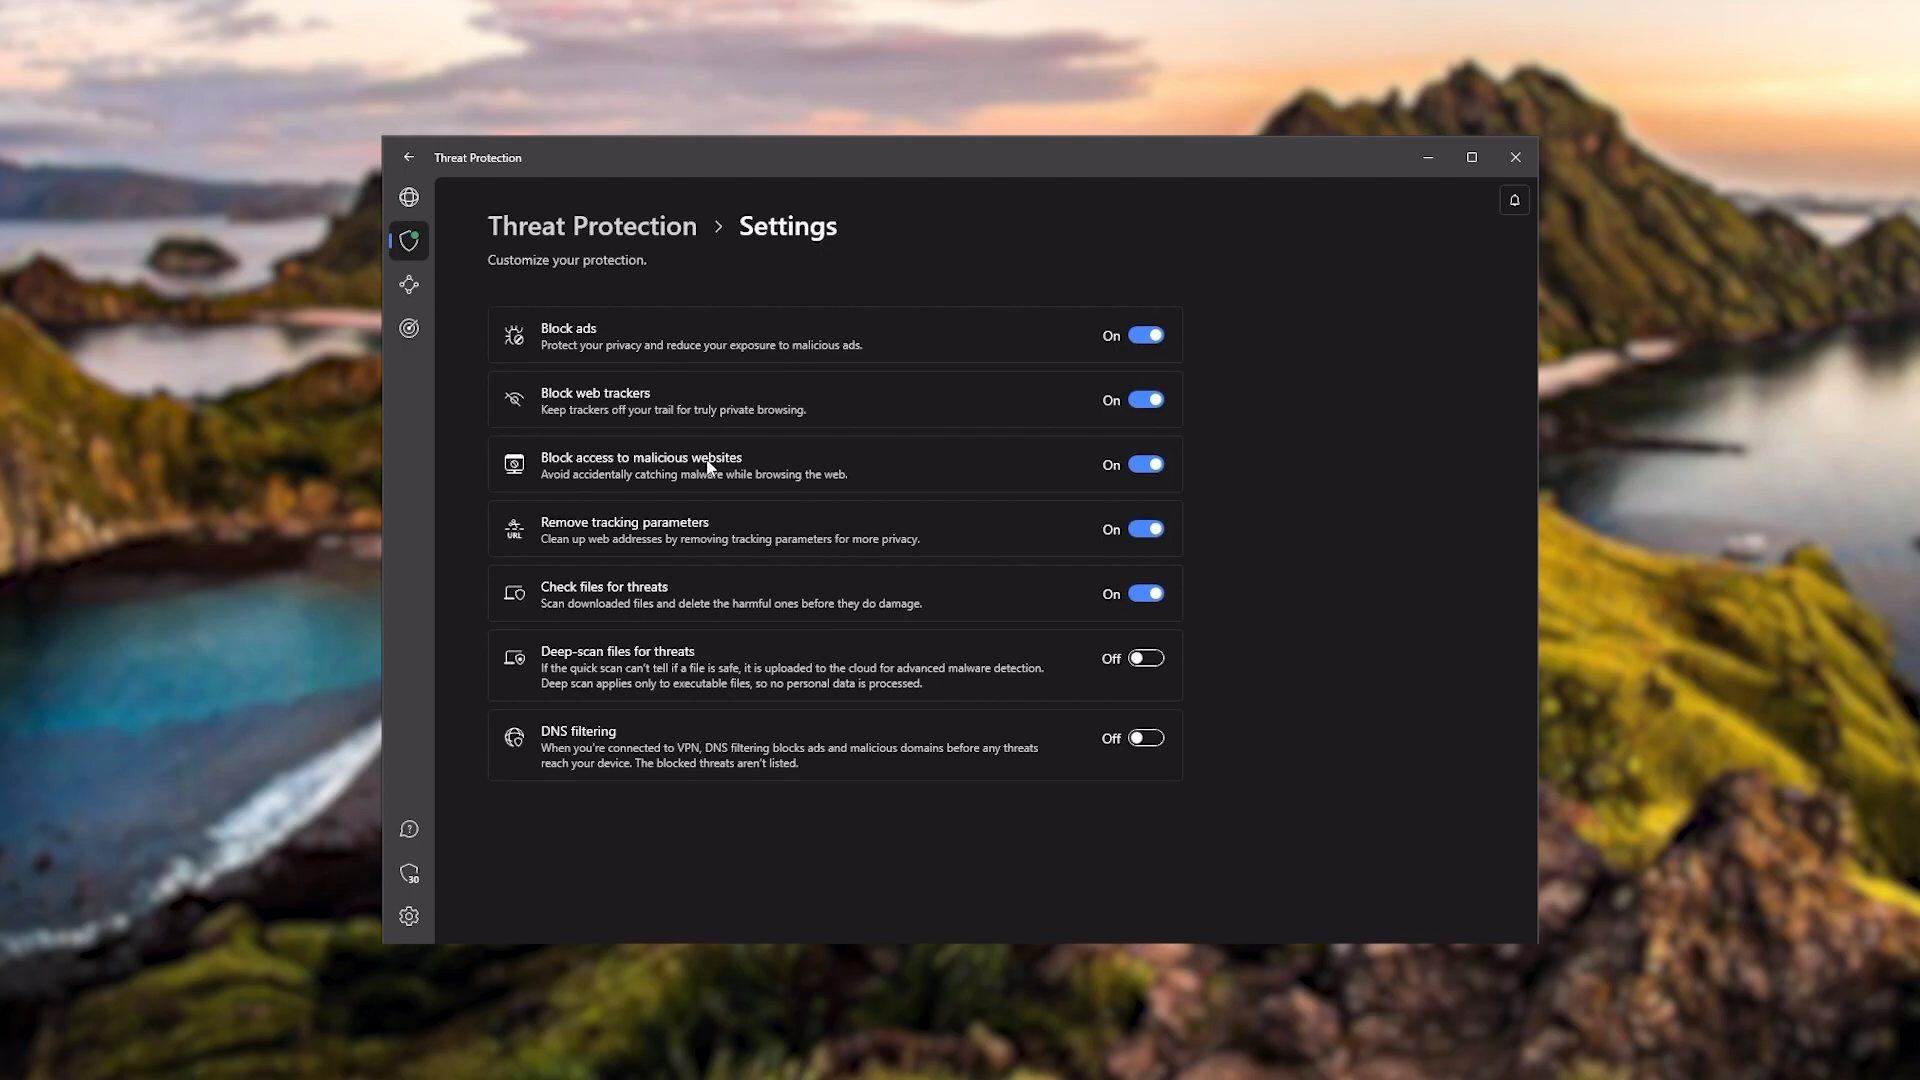 Threat Protection
Threat Protection > Settings
Customize your protection.
Block ads
Protect your privacy and reduce your exposure to malicious ads.
On
Block web trackers
Keep trackers off your trail for truly private browsing.
On
Block access to malicious websites
Avoid accidentally catching malware while browsing the web.
On
URL
Remove tracking parameters
Clean up web addresses by removing tracking parameters for more privacy.
On
Check files for threats
Scan downloaded files and delete the harmful ones before they do damage.
On
Deep-scan files for threats
If the quick scan can't tell if a file is safe, it is uploaded to the cloud for advanced malware detection.
Deep scan applies only to executable files, so no personal data is processed.
Off
DNS filtering
When you're connected to VPN, DNS filtering blocks ads and malicious domains before any threats
reach your device. The blocked threats aren't listed.
Off
30